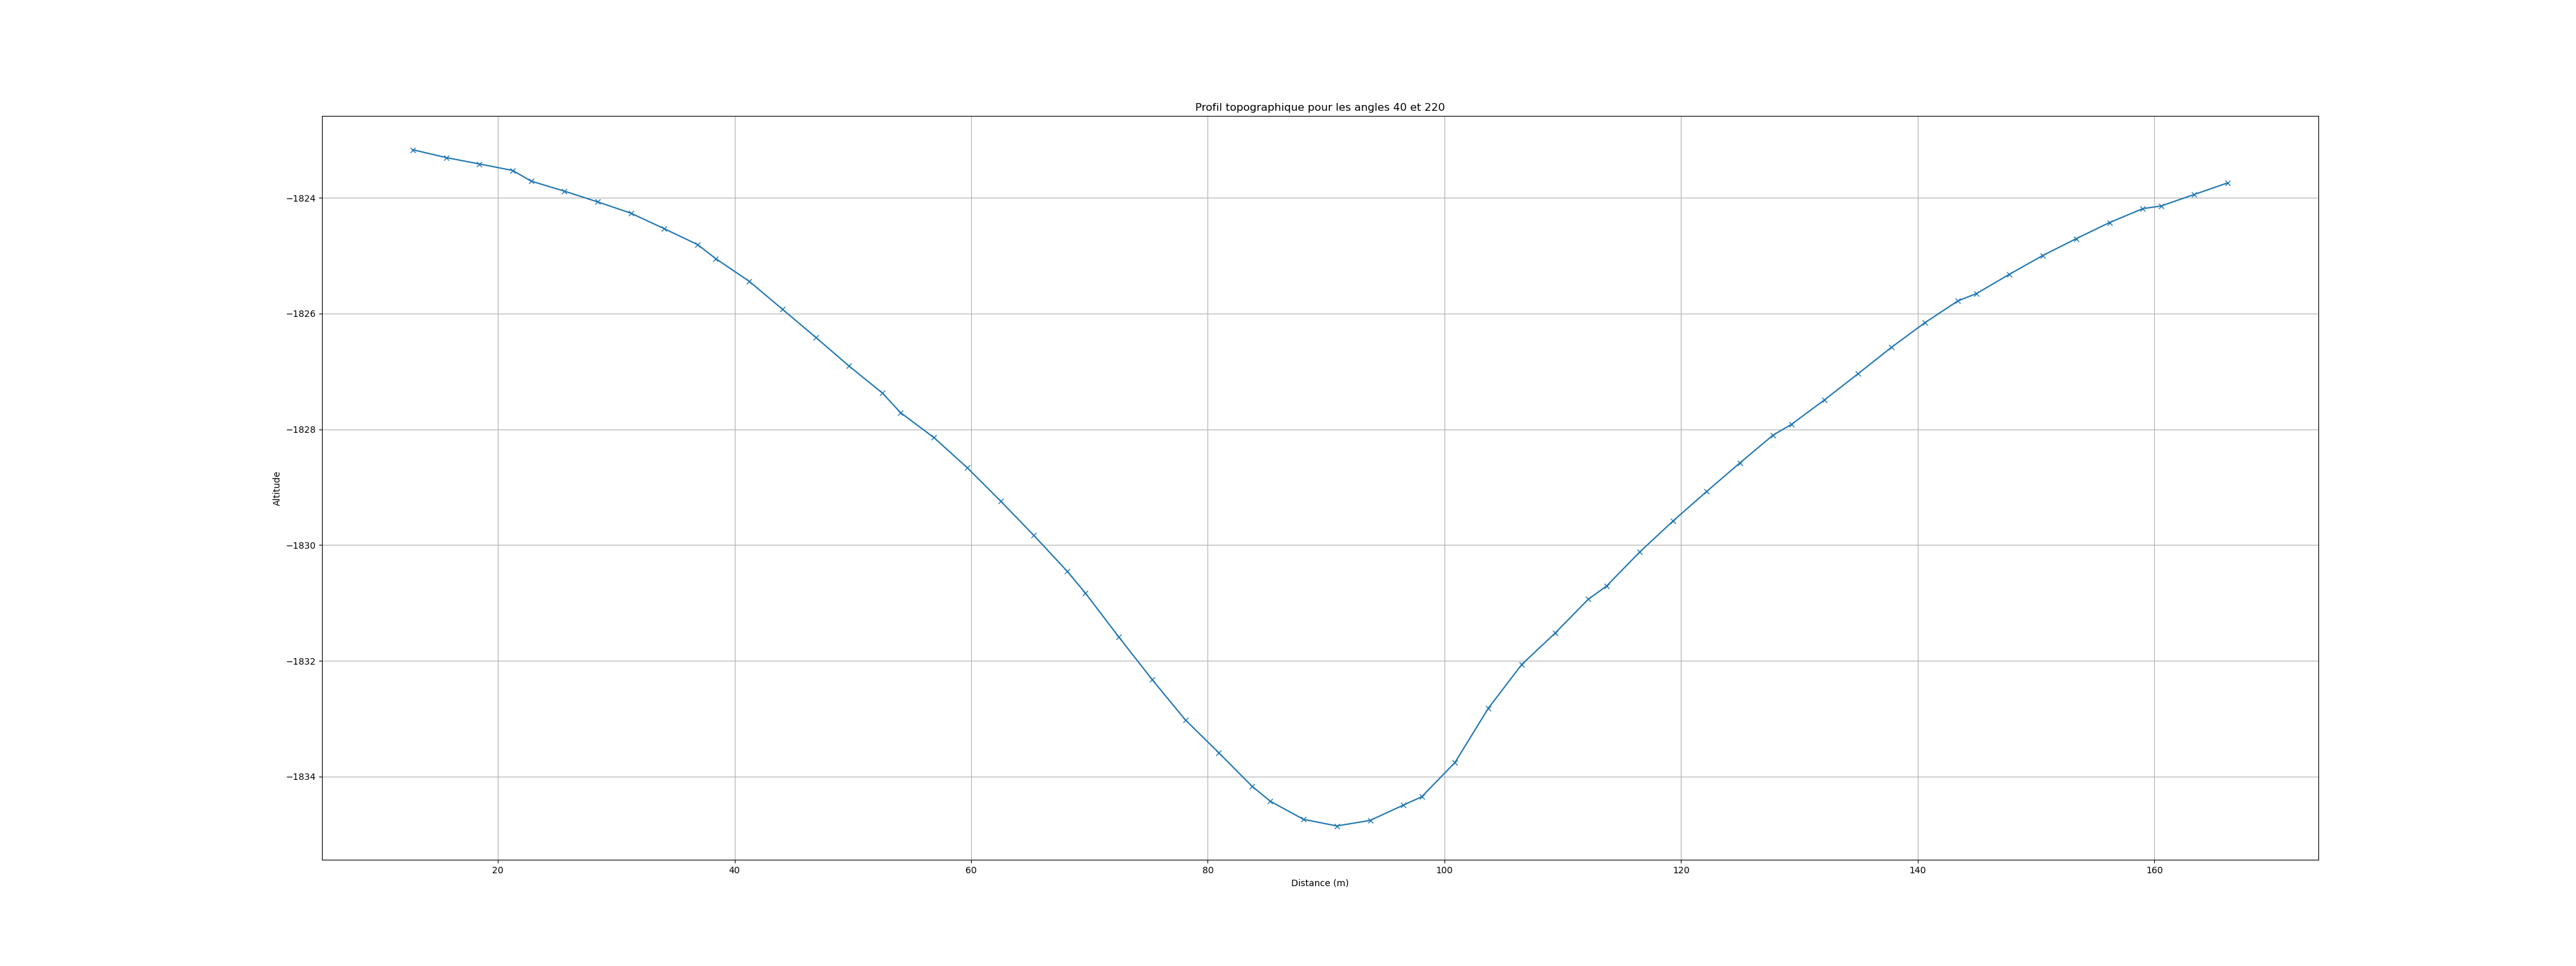 Profil topographique pour les angles 40 et 220
Altitude
−1824
−1826
−1828
−1830
−1832
−1834
20 40 60 80 100 120 140 160
Distance (m)